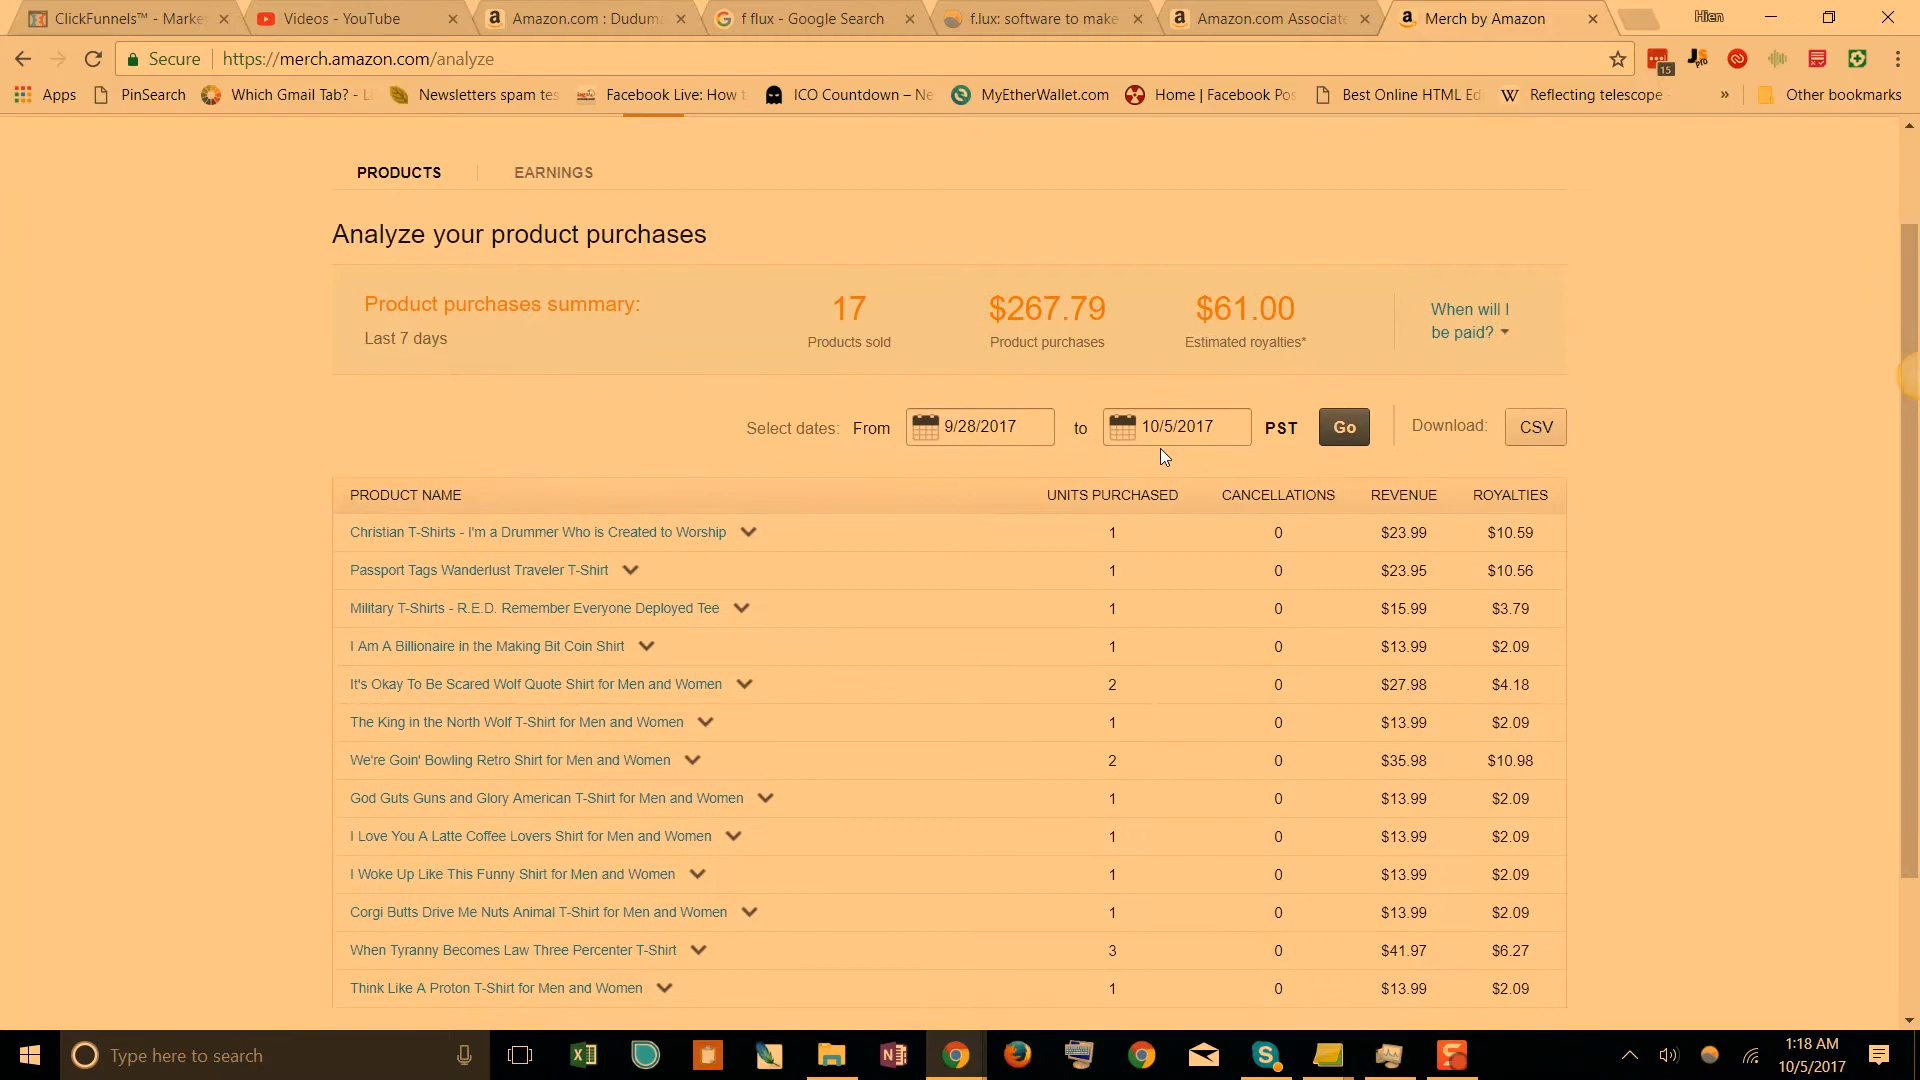 ClickFunnels™ - Marke
Videos - YouTube
Amazon.com : Duduma
f flux - Google Search
f.lux: software to make
Amazon.com Associate
Merch by Amazon
Hien
Secure
https://merch.amazon.com/analyze
15
Apps
PinSearch
Which Gmail Tab? - Li
Newsletters spam tes
Facebook Live: How t
ICO Countdown – Ne
MyEtherWallet.com
Home | Facebook Pos
Best Online HTML Ed
Reflecting telescope -
»
Other bookmarks
PRODUCTS
EARNINGS
Analyze your product purchases
Product purchases summary:
Last 7 days
17
Products sold
$267.79
Product purchases
$61.00
Estimated royalties*
When will I
be paid?
Select dates: From 9/28/2017 to 10/5/2017 PST Go Download: CSV
PRODUCT NAME UNITS PURCHASED CANCELLATIONS REVENUE ROYALTIES
Christian T-Shirts - I'm a Drummer Who is Created to Worship 1 0 $23.99 $10.59
Passport Tags Wanderlust Traveler T-Shirt 1 0 $23.95 $10.56
Military T-Shirts - R.E.D. Remember Everyone Deployed Tee 1 0 $15.99 $3.79
I Am A Billionaire in the Making Bit Coin Shirt 1 0 $13.99 $2.09
It's Okay To Be Scared Wolf Quote Shirt for Men and Women 2 0 $27.98 $4.18
The King in the North Wolf T-Shirt for Men and Women 1 0 $13.99 $2.09
We're Goin' Bowling Retro Shirt for Men and Women 2 0 $35.98 $10.98
God Guts Guns and Glory American T-Shirt for Men and Women 1 0 $13.99 $2.09
I Love You A Latte Coffee Lovers Shirt for Men and Women 1 0 $13.99 $2.09
I Woke Up Like This Funny Shirt for Men and Women 1 0 $13.99 $2.09
Corgi Butts Drive Me Nuts Animal T-Shirt for Men and Women 1 0 $13.99 $2.09
When Tyranny Becomes Law Three Percenter T-Shirt 3 0 $41.97 $6.27
Think Like A Proton T-Shirt for Men and Women 1 0 $13.99 $2.09
Type here to search
1:18 AM
10/5/2017